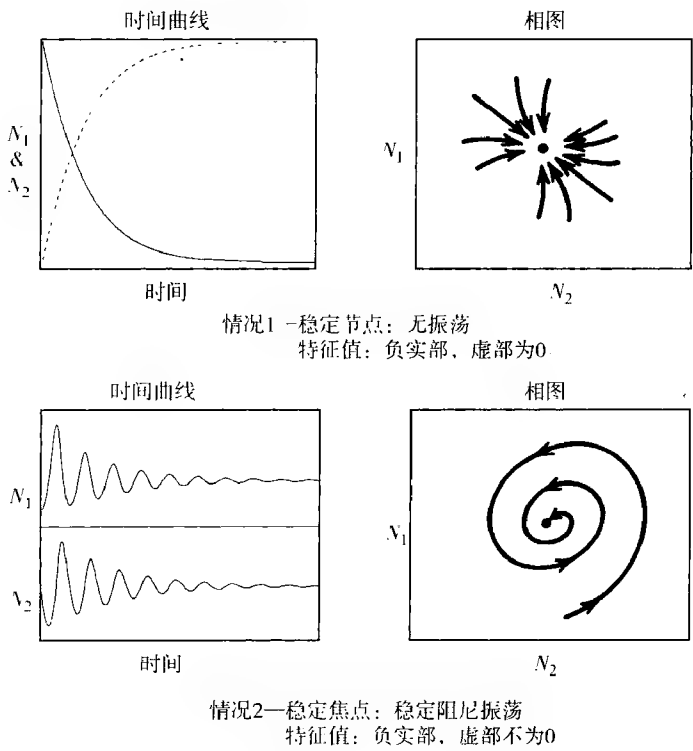 时间曲线
相图
N1
&
N2
N1
时间
N2
情况1 –稳定节点：无振荡
特征值：负实部，虚部为0
时间曲线
相图
N1
N2
N1
时间
N2
情况2—稳定焦点：稳定阻尼振荡
特征值：负实部，虚部不为0